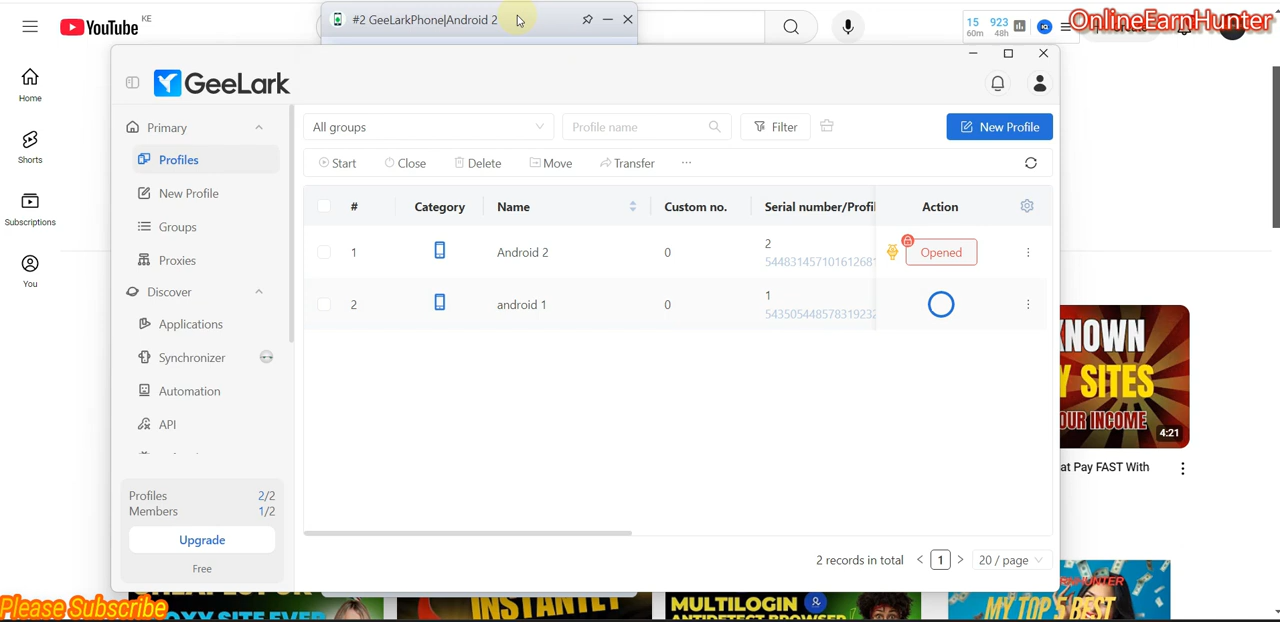 YouTube KE
#2 GeeLarkPhone|Android 2
15 923
60m 48h
OnlineEarnHunter
Home
Shorts
Subscriptions
You
GeeLark
Primary
Profiles
New Profile
Groups
Proxies
Discover
Applications
Synchronizer
Automation
API
Profiles 2/2
Members 1/2
Upgrade
Free
All groups
Profile name
Filter
New Profile
Start Close Delete Move Transfer ...
# Category Name Custom no. Serial number/Profil Action
1 Android 2 0 2 Opened
544831457101612681
2 android 1 0 1
543505448578319232
2 records in total < 1 > 20 / page
NOWN
Y SITES
OUR INCOME
4:21
at Pay FAST With
Please Subscribe
OXY SITE EVER
INSTANTLY
MULTILOGIN
ANTIDETECT BROWSER
MY TOP 5 BEST